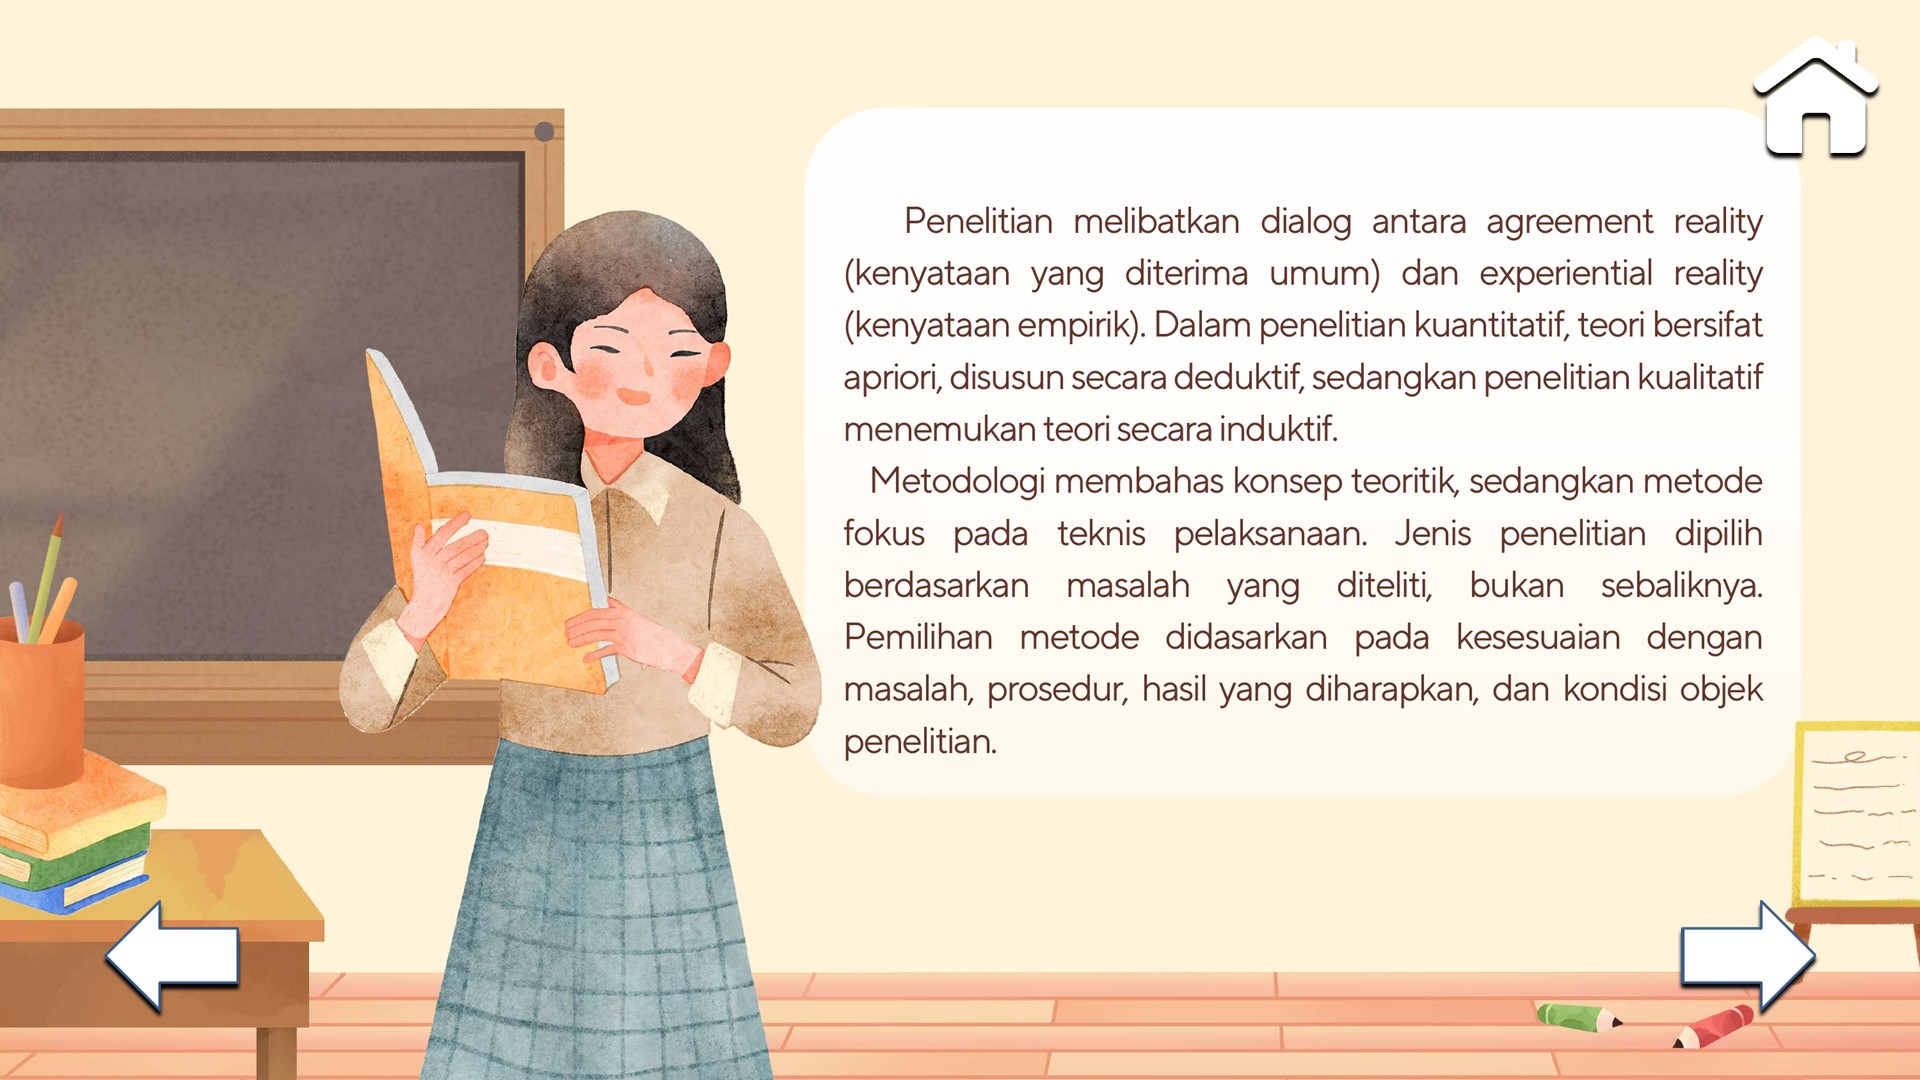 Penelitian melibatkan dialog antara agreement reality
(kenyataan yang diterima umum) dan experiential reality
(kenyataan empirik). Dalam penelitian kuantitatif, teori bersifat
apriori, disusun secara deduktif, sedangkan penelitian kualitatif
menemukan teori secara induktif.
Metodologi membahas konsep teoritik, sedangkan metode
fokus pada teknis pelaksanaan. Jenis penelitian dipilih
berdasarkan masalah yang diteliti, bukan sebaliknya.
Pemilihan metode didasarkan pada kesesuaian dengan
masalah, prosedur, hasil yang diharapkan, dan kondisi objek
penelitian.